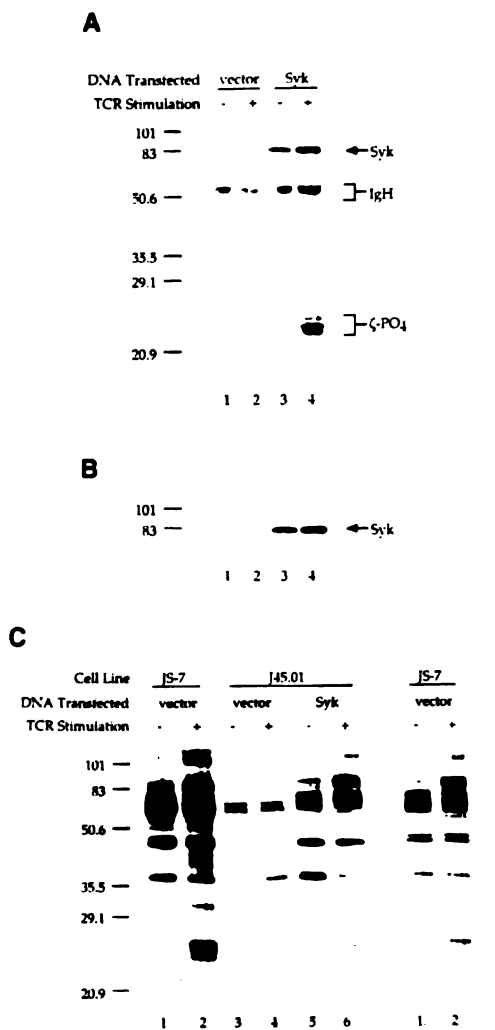 A
DNA Transfected vector Syk
TCR Stimulation - + - +
101
83 Syk
50.6 IgH
35.5
29.1
ζ-PO4
20.9
1 2 3 4
B
101
83 Syk
1 2 3 4
C
Cell Line JS-7 J45.01 JS-7
DNA Transfected vector vector Syk vector
TCR Stimulation - + - + - + - +
101
83
50.6
35.5
29.1
20.9
1 2 3 4 5 6 1 2